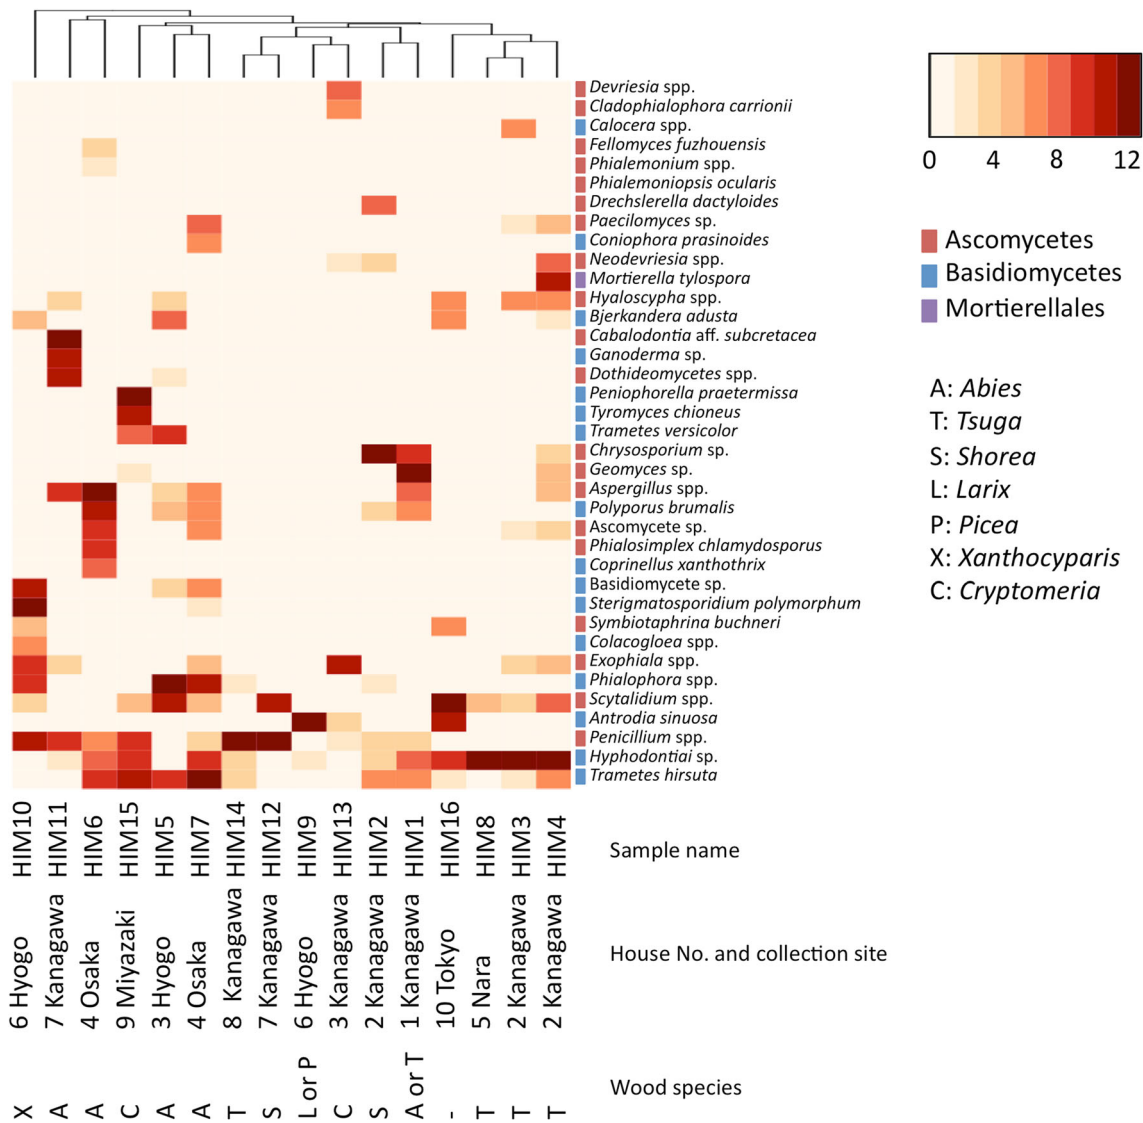 Devriesia spp.
Cladophialophora carrionii
Calocera spp.
Fellomyces fuzhouensis
Phialemonium spp.
Phialemoniopsis ocularis
Drechslerella dactyloides
Paecilomyces sp.
Coniophora prasinoides
Neodevriesia spp.
Mortierella tylospora
Hyaloscypha spp.
Bjerkandera adusta
Cabalodontia aff. subcretacea
Ganoderma sp.
Dothideomycetes spp.
Peniophorella praetermissa
Tyromyces chioneus
Trametes versicolor
Chrysosporium sp.
Geomyces sp.
Aspergillus spp.
Polyporus brumalis
Ascomycete sp.
Phialosimplex chlamydosporus
Coprinellus xanthothrix
Basidiomycete sp.
Sterigmatosporidium polymorphum
Symbiotaphrina buchneri
Colacogloea spp.
Exophiala spp.
Phialophora spp.
Scytalidium spp.
Antrodia sinuosa
Penicillium spp.
Hyphodontiai sp.
Trametes hirsuta
0 4 8 12
Ascomycetes
Basidiomycetes
Mortierellales
A: Abies
T: Tsuga
S: Shorea
L: Larix
P: Picea
X: Xanthocyparis
C: Cryptomeria
HIM10 HIM11 HIM6 HIM15 HIM5 HIM7 HIM14 HIM12 HIM9 HIM13 HIM2 HIM1 HIM16 HIM8 HIM3 HIM4
Sample name
6 Hyogo 7 Kanagawa 4 Osaka 9 Miyazaki 3 Hyogo 4 Osaka 8 Kanagawa 7 Kanagawa 6 Hyogo 3 Kanagawa 2 Kanagawa 1 Kanagawa 10 Tokyo 5 Nara 2 Kanagawa 2 Kanagawa
House No. and collection site
X A A C A A T S L or P C S A or T - T T T
Wood species